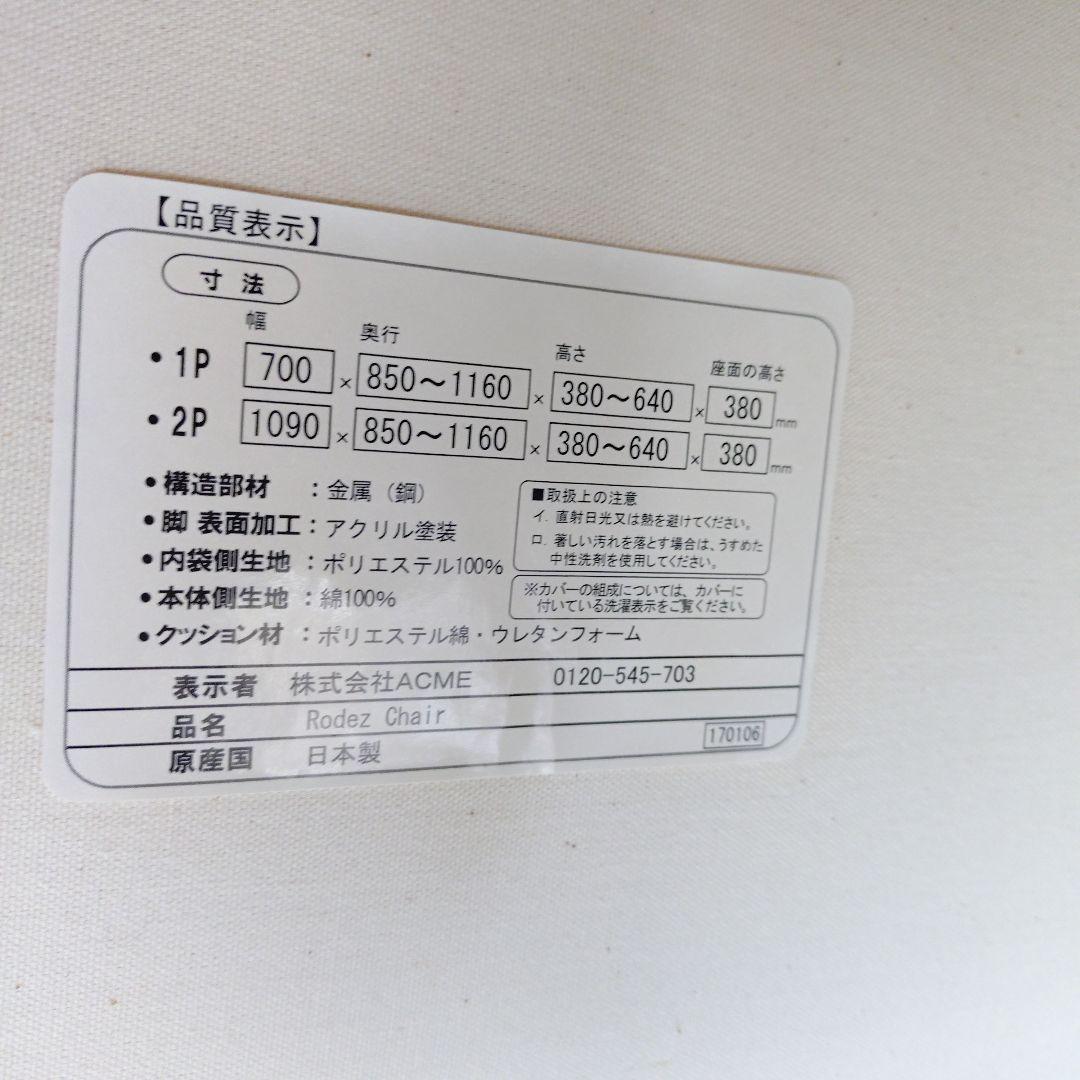 【品質表示】
寸法
幅 奥行 高さ 座面の高さ
・1P 700 × 850～1160 × 380～640 × 380 mm
・2P 1090 × 850～1160 × 380～640 × 380 mm
・構造部材 ：金属（鋼）
・脚 表面加工：アクリル塗装
・内袋側生地：ポリエステル100%
・本体側生地：綿100%
・クッション材：ポリエステル綿・ウレタンフォーム
■取扱上の注意
イ．直射日光又は熱を避けてください。
ロ．著しい汚れを落とす場合は、うすめた
中性洗剤を使用してください。
※カバーの組成については、カバーに
付いている洗濯表示をご覧ください。
表示者 株式会社ACME 0120-545-703
品名 Rodez Chair
原産国 日本製
170106